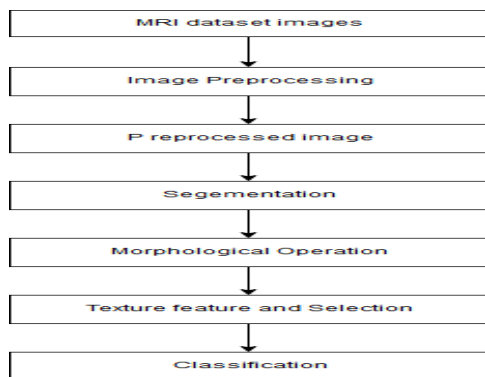 MRI dataset images
Image Preprocessing
P reprocessed image
Segementation
Morphological Operation
Texture feature and Selection
Classification